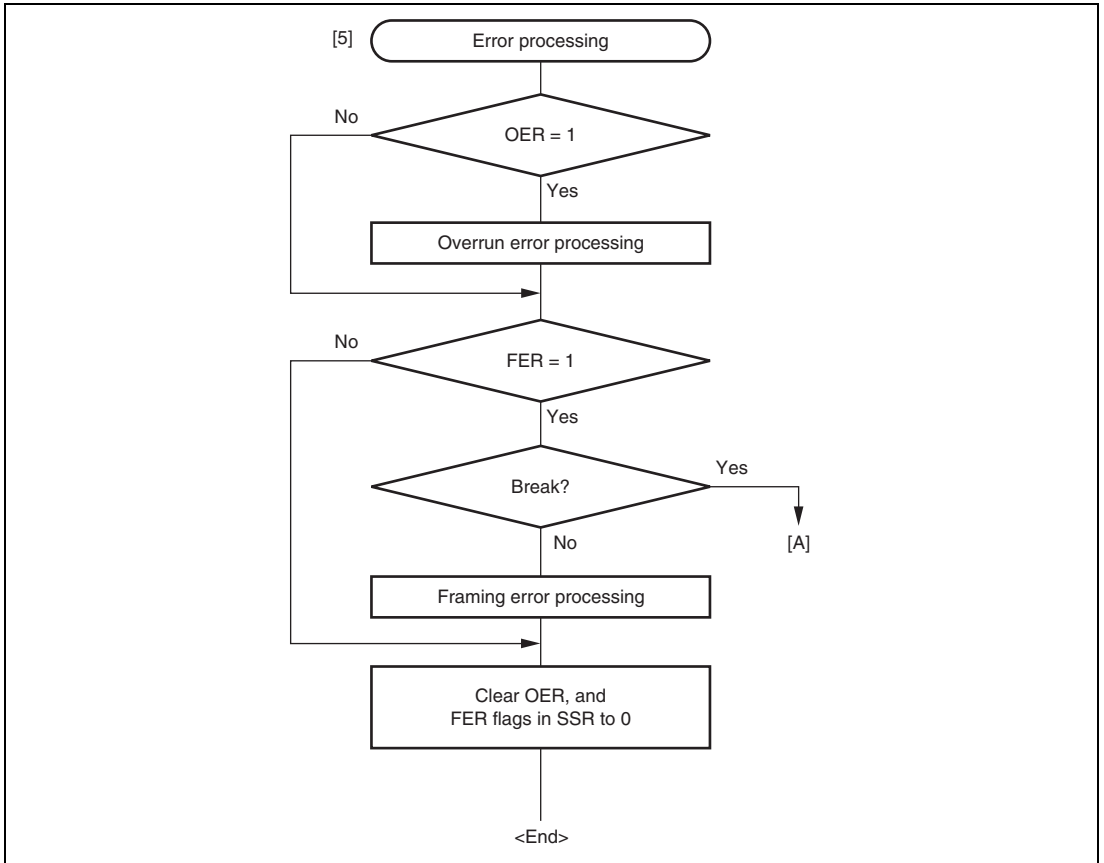 [5]
Error processing
No
OER = 1
Yes
Overrun error processing
No
FER = 1
Yes
Break?
Yes
No
[A]
Framing error processing
Clear OER, and
FER flags in SSR to 0
<End>